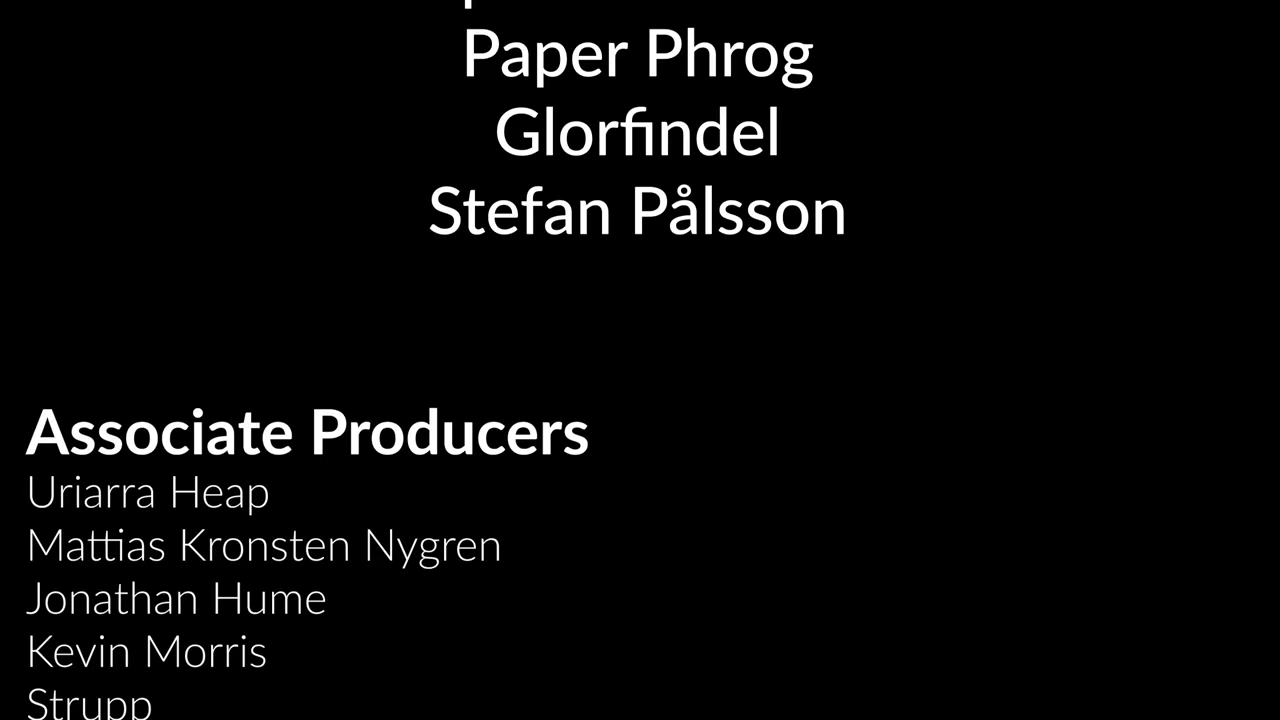 Paper Phrog
Glorfindel
Stefan Pålsson
Associate Producers
Uriarra Heap
Mattias Kronsten Nygren
Jonathan Hume
Kevin Morris
Strupp